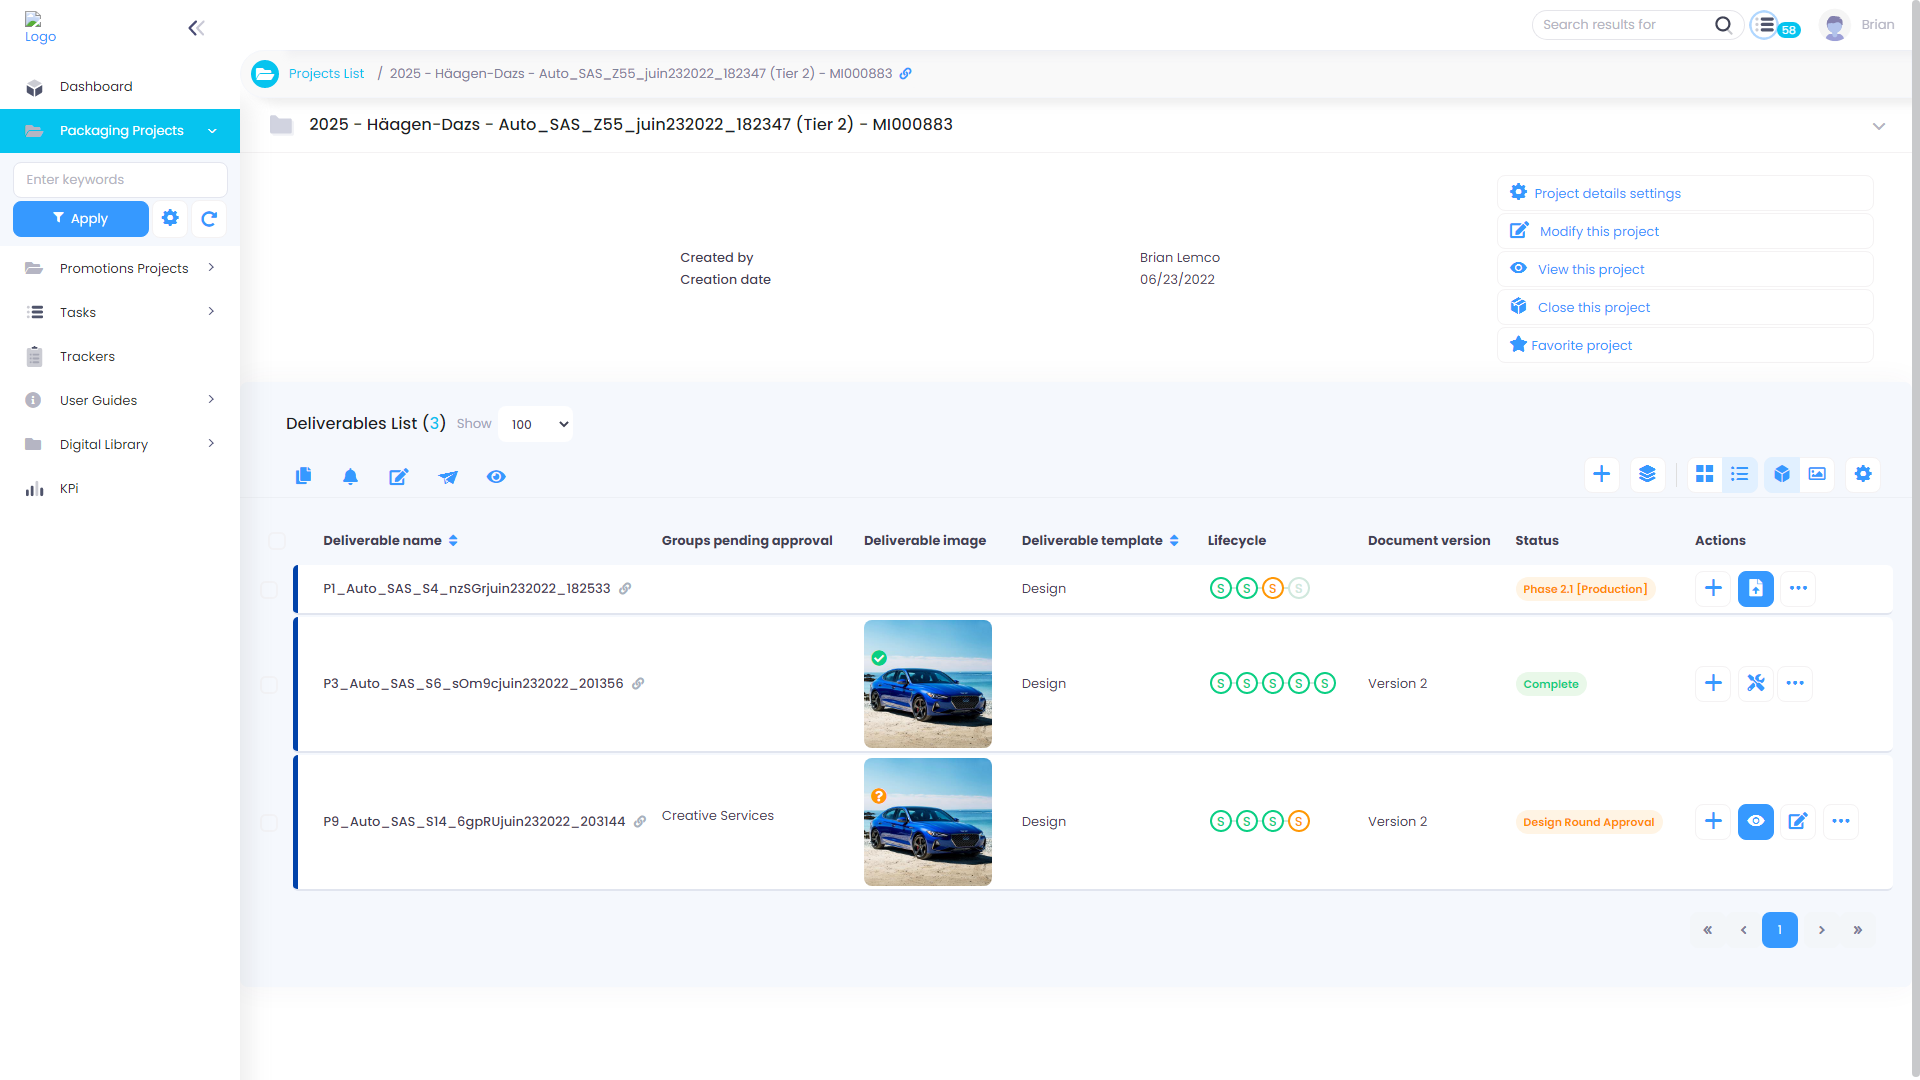 Logo
Search results for
58
Brian
Dashboard
Packaging Projects
Enter keywords
Apply
Promotions Projects
Tasks
Trackers
User Guides
Digital Library
KPi
Projects List / 2025 - Häagen-Dazs - Auto_SAS_Z55_juin232022_182347 (Tier 2) - MI000883
2025 - Häagen-Dazs - Auto_SAS_Z55_juin232022_182347 (Tier 2) - MI000883
Created by Brian Lemco
Creation date 06/23/2022
Project details settings
Modify this project
View this project
Close this project
Favorite project
Deliverables List (3) Show 100
Deliverable name Groups pending approval Deliverable image Deliverable template Lifecycle Document version Status Actions
P1_Auto_SAS_S4_nzSGrjuin232022_182533 Design S S S S Phase 2.1 [Production]
P3_Auto_SAS_S6_sOm9cjuin232022_201356 Design S S S S S Version 2 Complete
P9_Auto_SAS_S14_6gpRUjuin232022_203144 Creative Services Design S S S S Version 2 Design Round Approval
« ‹ 1 › »